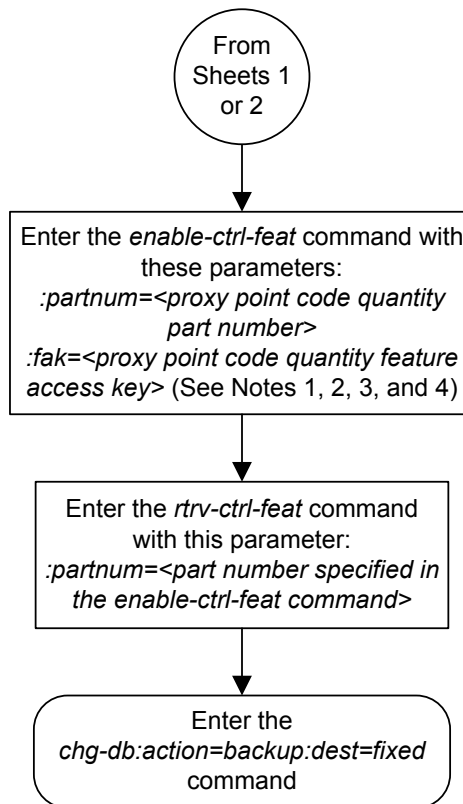 From
Sheets 1
or 2
Enter the enable-ctrl-feat command with
these parameters:
:partnum=<proxy point code quantity
part number>
:fak=<proxy point code quantity feature
access key> (See Notes 1, 2, 3, and 4)
Enter the rtrv-ctrl-feat command
with this parameter:
:partnum=<part number specified in
the enable-ctrl-feat command>
Enter the
chg-db:action=backup:dest=fixed
command